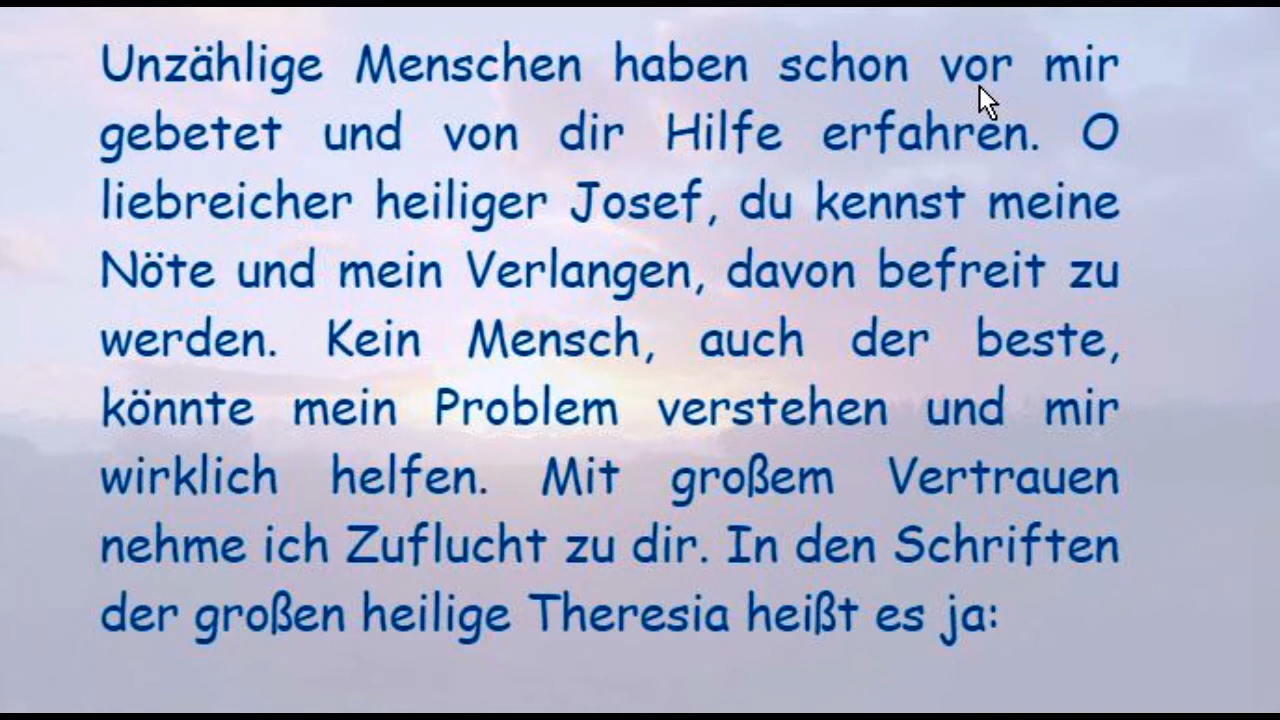 Unzählige Menschen haben schon vor mir
gebetet und von dir Hilfe erfahren. O
liebreicher heiliger Josef, du kennst meine
Nöte und mein Verlangen, davon befreit zu
werden. Kein Mensch, auch der beste,
könnte mein Problem verstehen und mir
wirklich helfen. Mit großem Vertrauen
nehme ich Zuflucht zu dir. In den Schriften
der großen heilige Theresia heißt es ja: